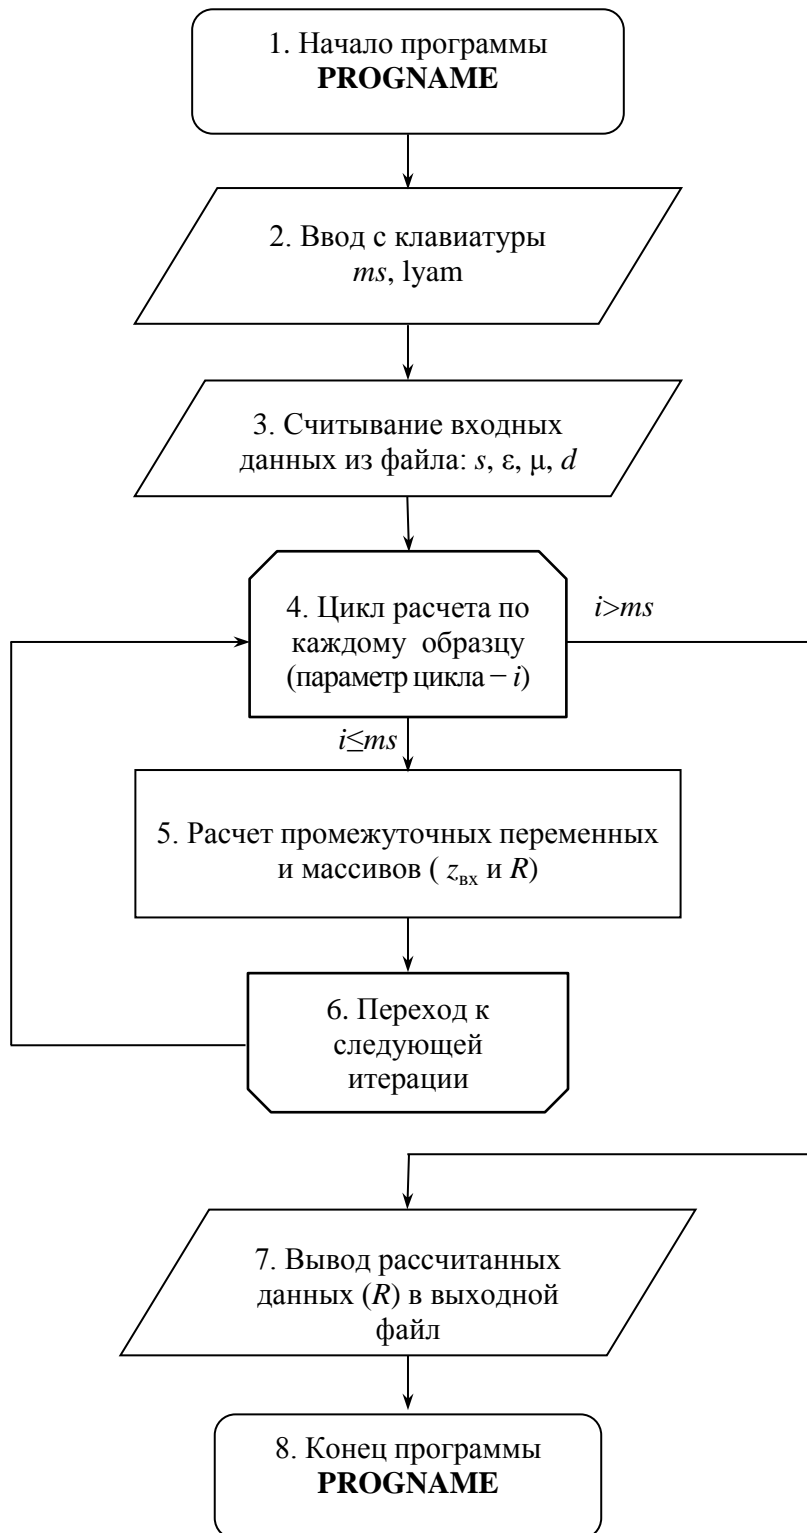 1. Начало программы
PROGNAME
2. Ввод с клавиатуры
ms, lyam
3. Считывание входных
данных из файла: s, ε, μ, d
4. Цикл расчета по
каждому образцу
(параметр цикла – i)
i>ms
i≤ms
5. Расчет промежуточных переменных
и массивов ( zвх и R)
6. Переход к
следующей
итерации
7. Вывод рассчитанных
данных (R) в выходной
файл
8. Конец программы
PROGNAME